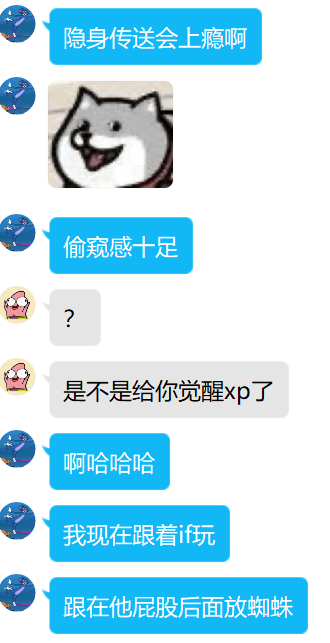 隐身传送会上瘾啊
偷窥感十足
?
是不是给你觉醒xp了
啊哈哈哈
我现在跟着if玩
跟在他屁股后面放蜘蛛